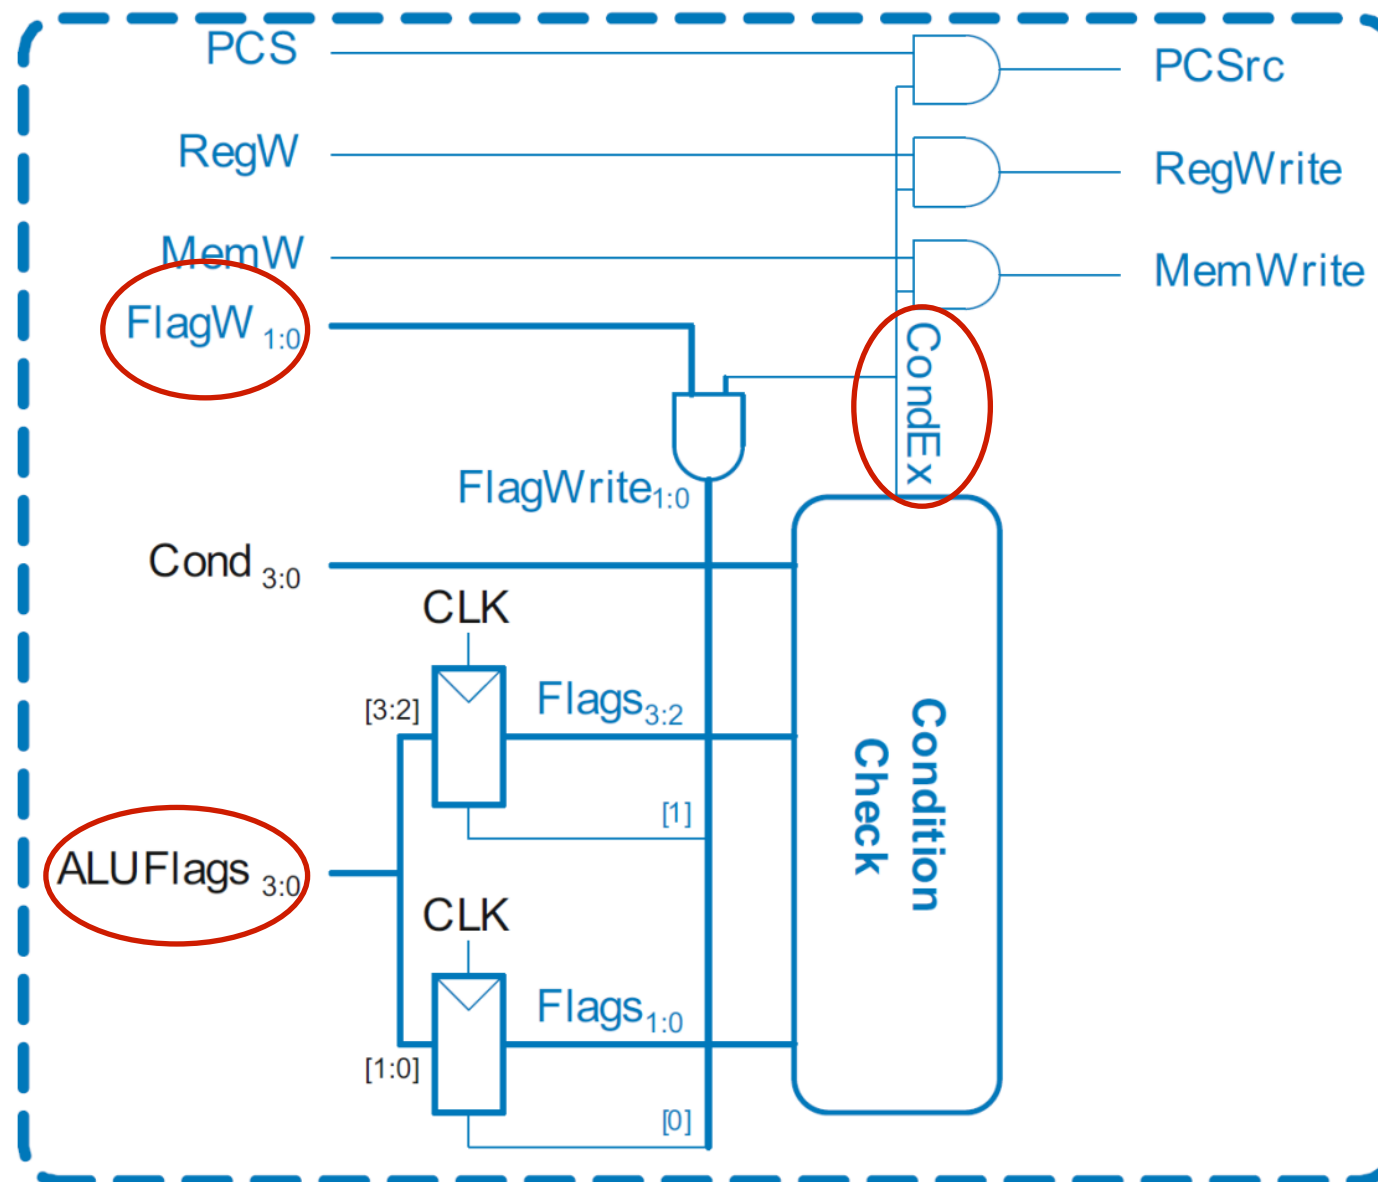 PCS
PCSrc
RegW
RegWrite
MemW
MemWrite
FlagW 1:0
CondEx
FlagWrite1:0
Cond 3:0
CLK
[3:2]
Flags3:2
[1]
Condition
Check
ALUFlags 3:0
CLK
Flags1:0
[1:0]
[0]